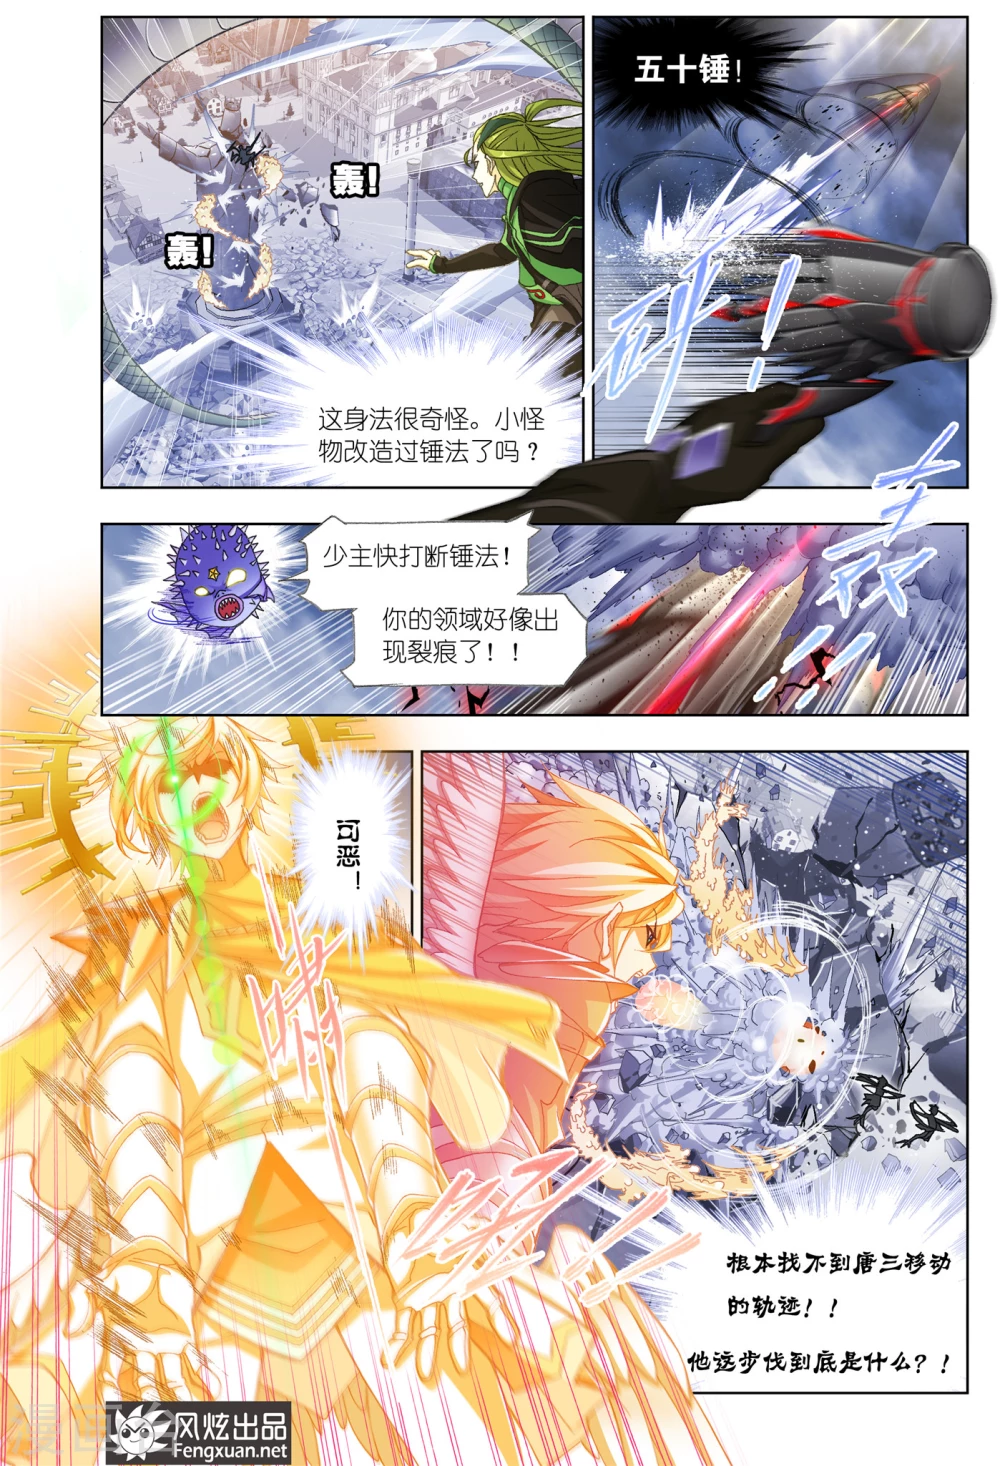 轰！
轰！
这身法很奇怪。小怪
物改造过锤法了吗？
五十锤！
砰！
少主快打断锤法！
你的领域好像出
现裂痕了！！
可恶！
根本找不到唐三移动
的轨迹！！
他这步伐到底是什么？！
风炫出品
Fengxuan.net